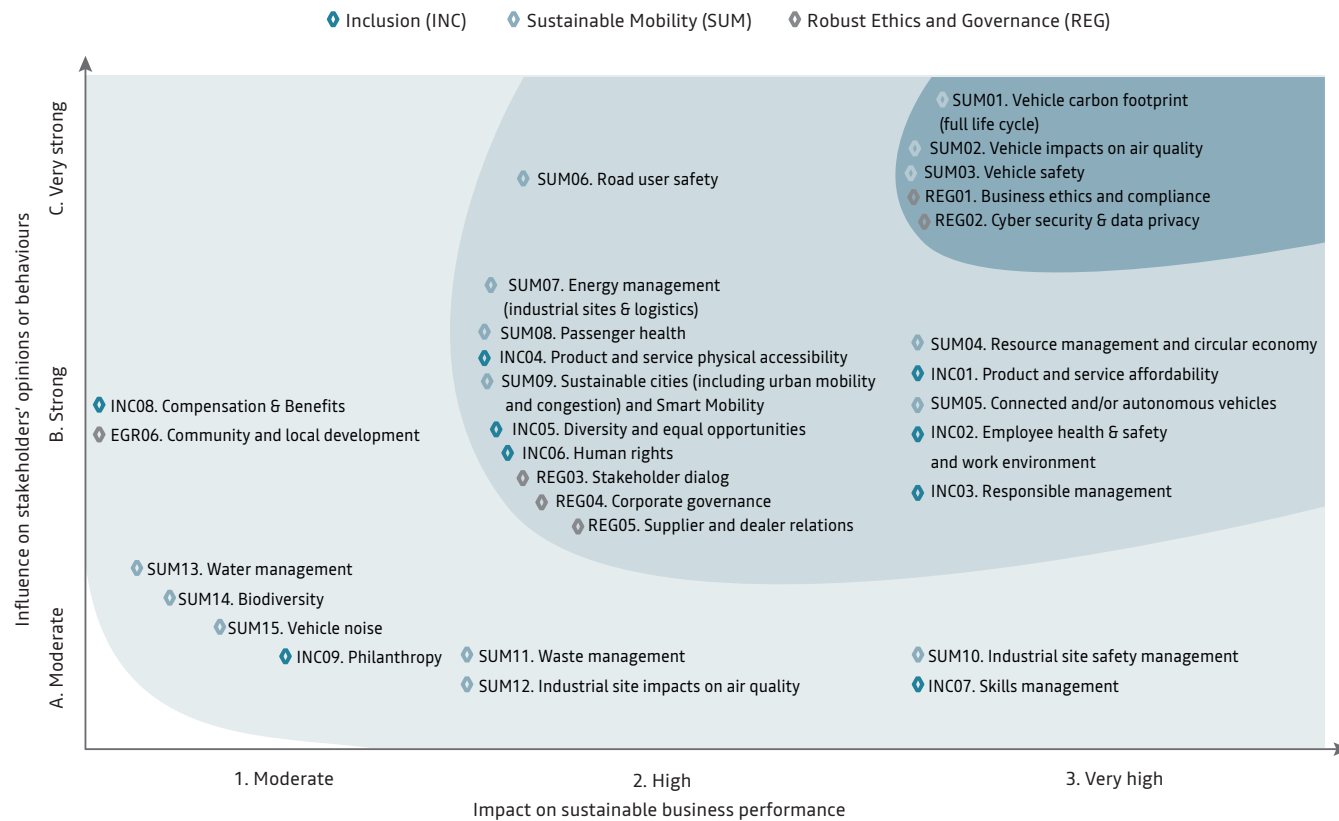 Inclusion (INC)
Sustainable Mobility (SUM)
Robust Ethics and Governance (REG)
Influence on stakeholders' opinions or behaviours
C. Very strong
B. Strong
A. Moderate
SUM01. Vehicle carbon footprint
(full life cycle)
SUM02. Vehicle impacts on air quality
SUM03. Vehicle safety
REG01. Business ethics and compliance
REG02. Cyber security & data privacy
SUM06. Road user safety
SUM07. Energy management
(industrial sites & logistics)
SUM08. Passenger health
INC04. Product and service physical accessibility
SUM09. Sustainable cities (including urban mobility
and congestion) and Smart Mobility
INC05. Diversity and equal opportunities
INC06. Human rights
REG03. Stakeholder dialog
REG04. Corporate governance
REG05. Supplier and dealer relations
SUM04. Resource management and circular economy
INC01. Product and service affordability
SUM05. Connected and/or autonomous vehicles
INC02. Employee health & safety
and work environment
INC03. Responsible management
INC08. Compensation & Benefits
EGR06. Community and local development
SUM13. Water management
SUM14. Biodiversity
SUM15. Vehicle noise
INC09. Philanthropy
SUM11. Waste management
SUM12. Industrial site impacts on air quality
SUM10. Industrial site safety management
INC07. Skills management
1. Moderate
2. High
3. Very high
Impact on sustainable business performance